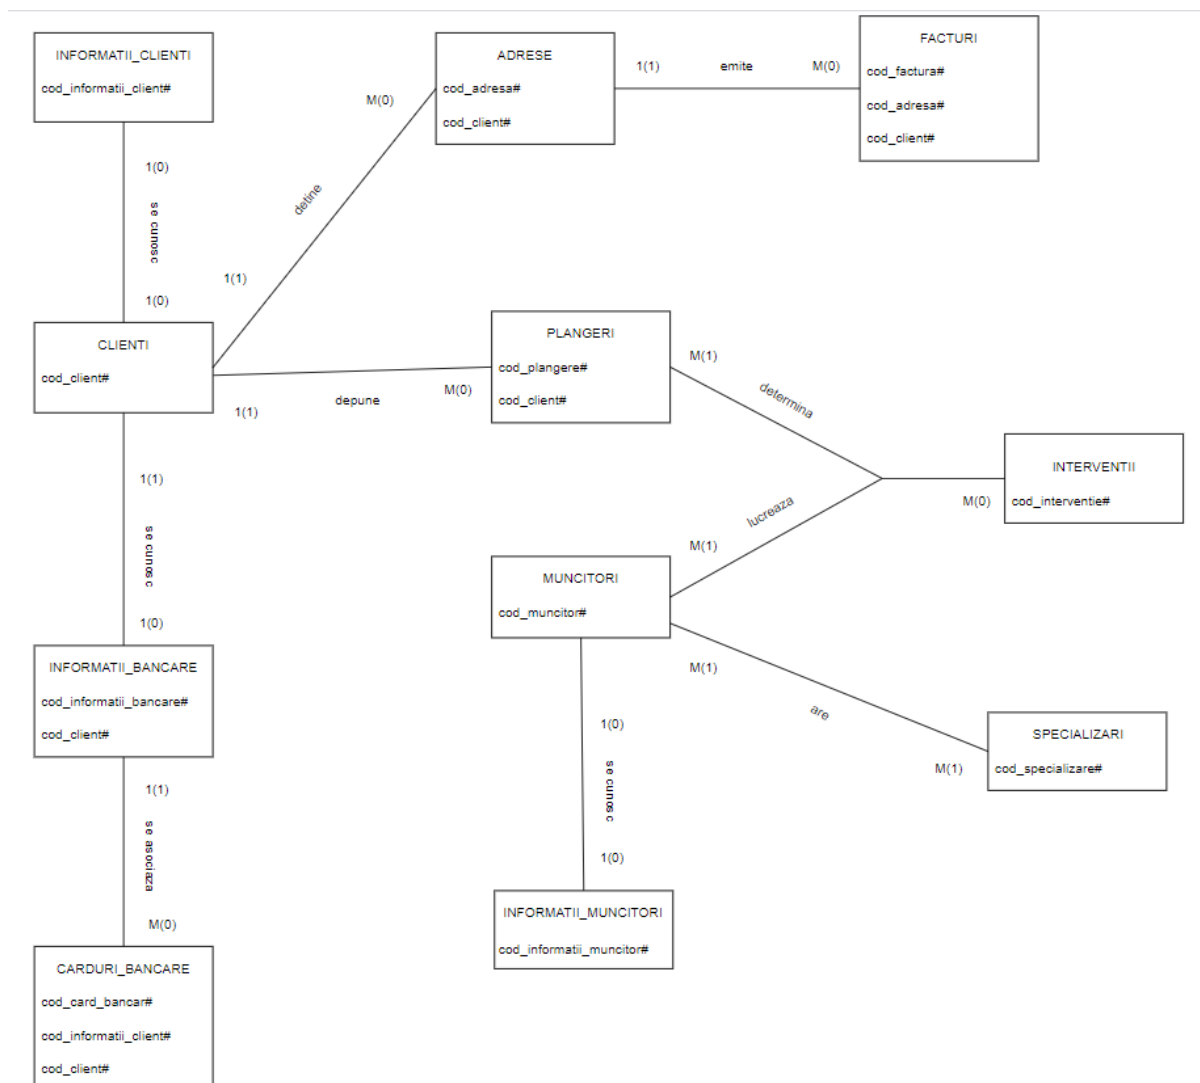 INFORMATII_CLIENTI
cod_informatii_client#
ADRESE
cod_adresa#
cod_client#
1(1)
emite
M(0)
FACTURI
cod_factura#
cod_adresa#
cod_client#
M(0)
detine
1(1)
1(0)
se cunosc
1(0)
CLIENTI
cod_client#
1(1)
depune
M(0)
PLANGERI
cod_plangere#
cod_client#
M(1)
determina
INTERVENTII
cod_interventie#
M(0)
lucreaza
M(1)
MUNCITORI
cod_muncitor#
M(1)
are
M(1)
SPECIALIZARI
cod_specializare#
1(1)
se cunosc
1(0)
INFORMATII_BANCARE
cod_informatii_bancare#
cod_client#
1(0)
se cunosc
1(0)
INFORMATII_MUNCITORI
cod_informatii_muncitor#
1(1)
se asociaza
M(0)
CARDURI_BANCARE
cod_card_bancar#
cod_informatii_client#
cod_client#